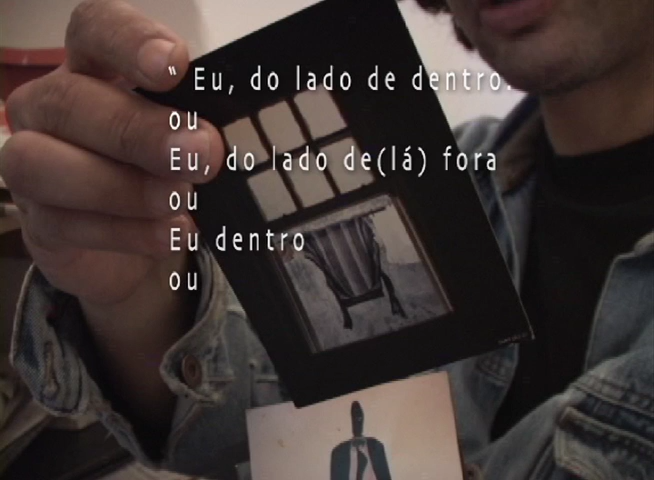 “ Eu, do lado de dentro.
ou
Eu, do lado de(lá) fora
ou
Eu dentro
ou